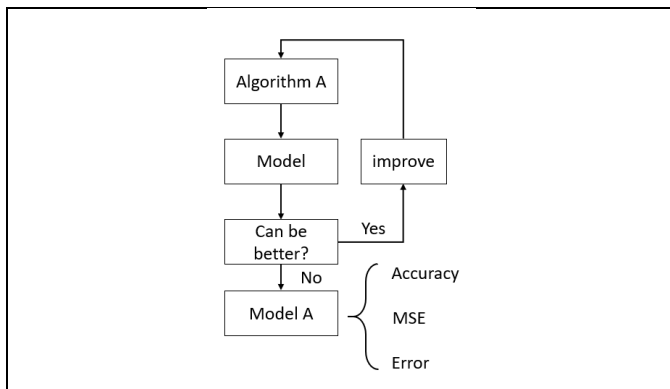 Algorithm A
Model
improve
Can be
better?
Yes
No
Model A
Accuracy
MSE
Error